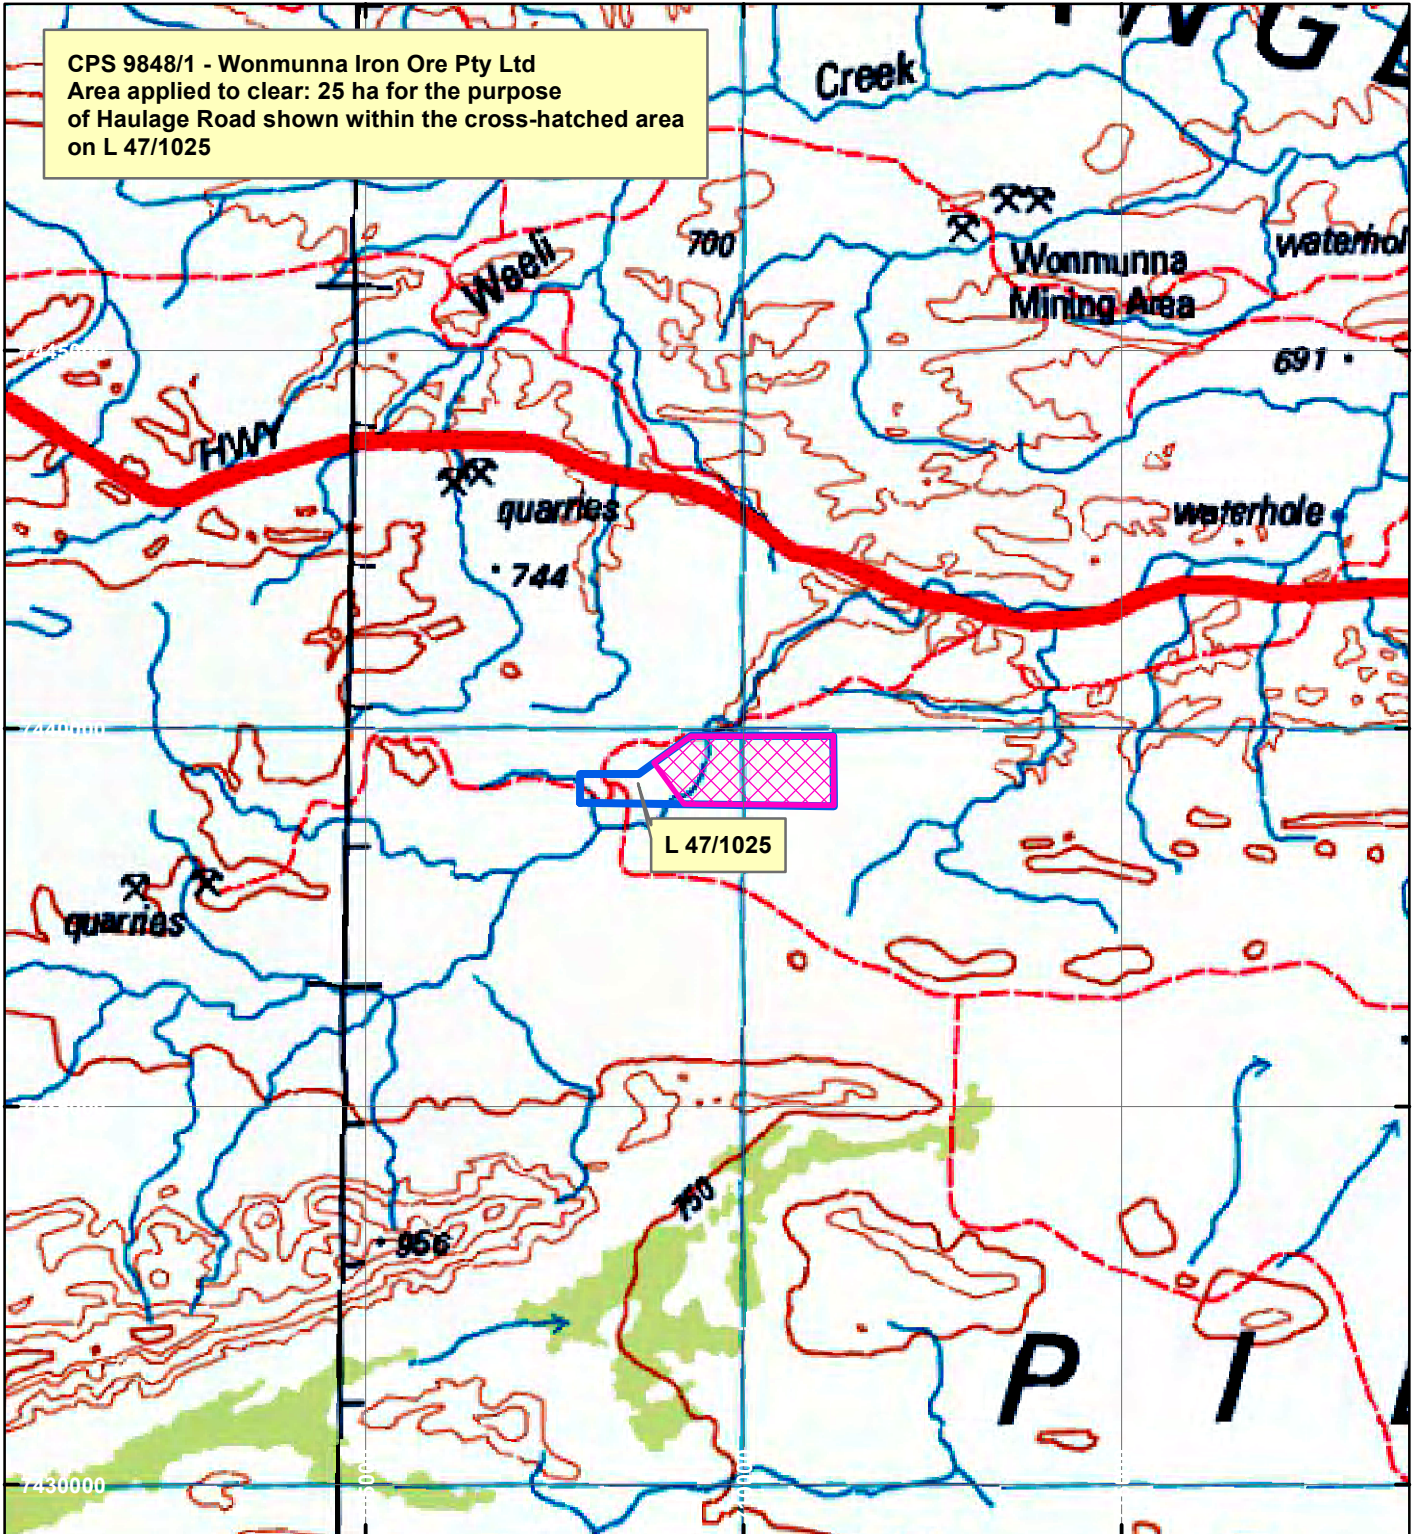 CPS 9848/1 - Wonmunna Iron Ore Pty Ltd
Area applied to clear: 25 ha for the purpose
of Haulage Road shown within the cross-hatched area
on L 47/1025
Creek
Weeli
700
Wonmunna
Mining Area
waterhol
7445000
691
HWY
quarries
waterhole
744
7440000
L 47/1025
quarries
750
956
P I
7430000